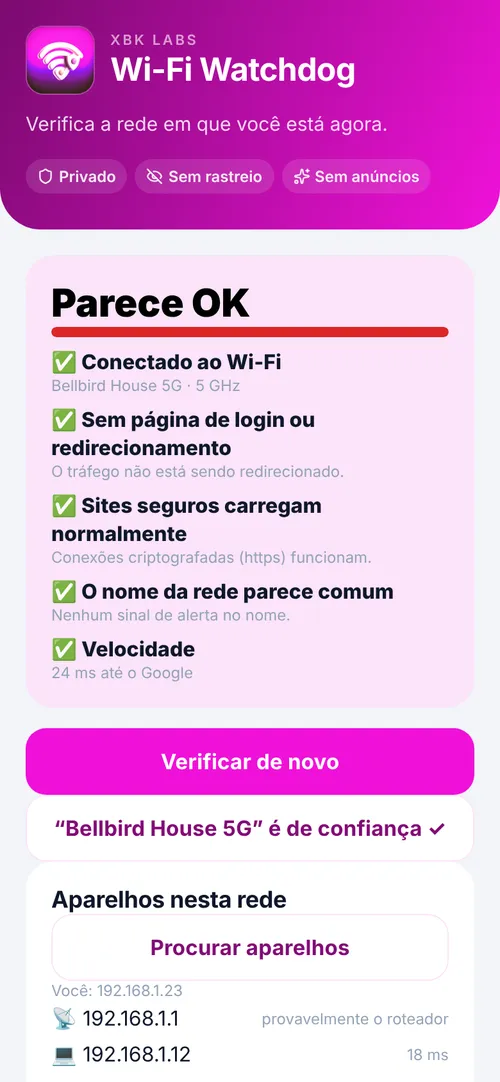 XBK LABS
Wi-Fi Watchdog
Verifica a rede em que você está agora.
Privado
Sem rastreio
Sem anúncios
Parece OK
✅ Conectado ao Wi-Fi
Bellbird House 5G · 5 GHz
✅ Sem página de login ou
redirecionamento
O tráfego não está sendo redirecionado.
✅ Sites seguros carregam
normalmente
Conexões criptografadas (https) funcionam.
✅ O nome da rede parece comum
Nenhum sinal de alerta no nome.
✅ Velocidade
24 ms até o Google
Verificar de novo
“Bellbird House 5G” é de confiança ✓
Aparelhos nesta rede
Procurar aparelhos
Você: 192.168.1.23
📡 192.168.1.1 provavelmente o roteador
💻 192.168.1.12 18 ms